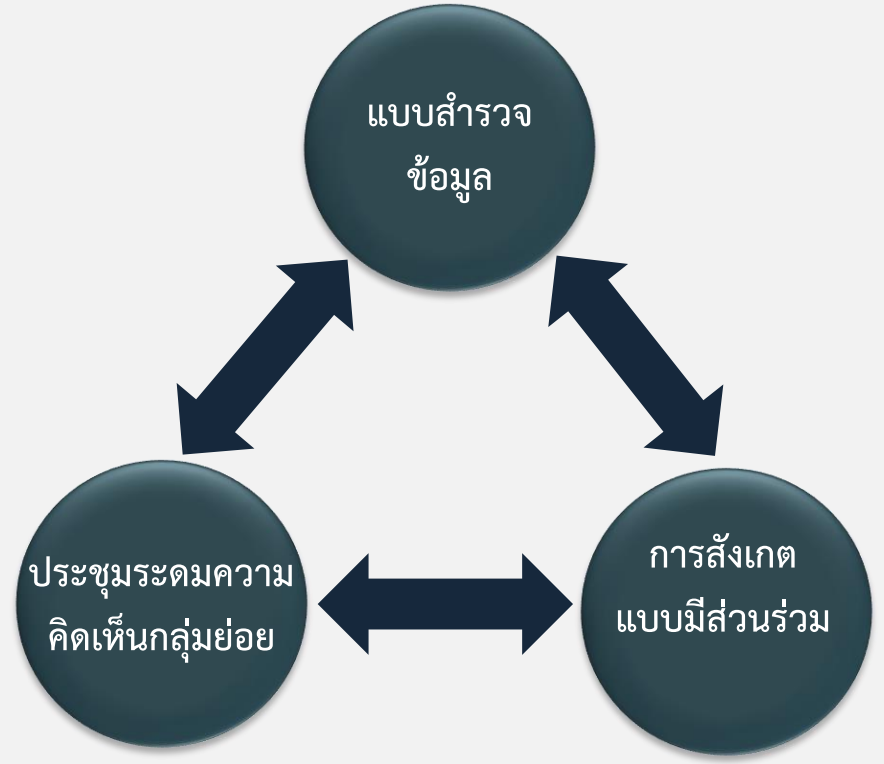 แบบสำรวจ
ข้อมูล
ประชุมระดมความ
คิดเห็นกลุ่มย่อย
การสังเกต
แบบมีส่วนร่วม